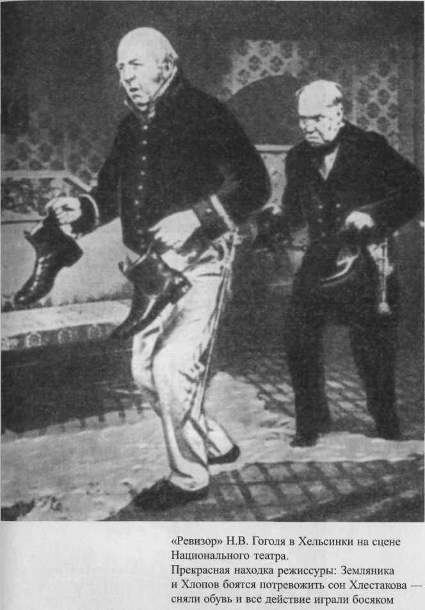 «Ревизор» Н.В. Гоголя в Хельсинки на сцене
Национального театра.
Прекрасная находка режиссуры: Земляника
и Хлопов боятся потревожить сон Хлестакова —
сняли обувь и все действие играли босяком